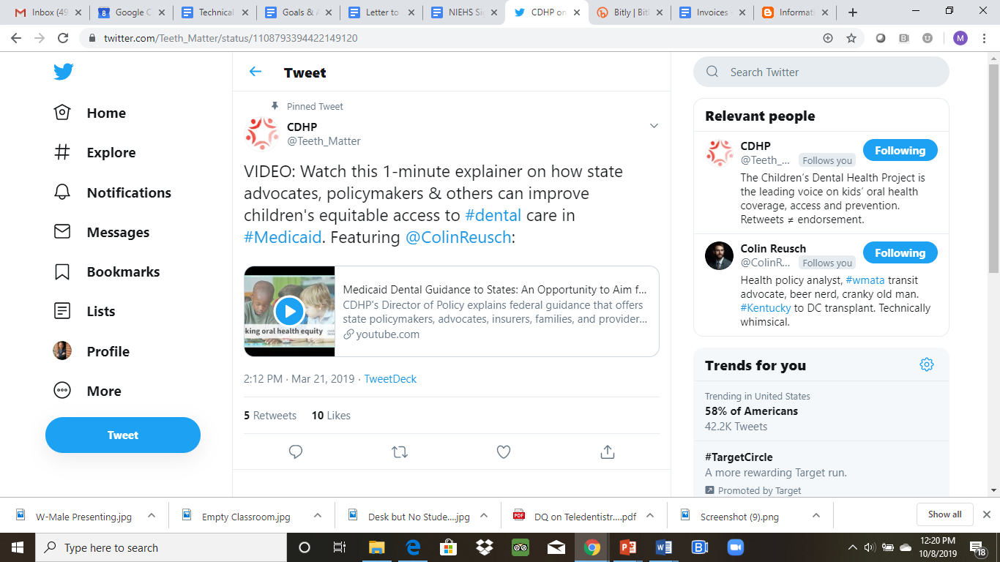 Inbox (49
Google C
Technical
Goals & A
Letter to
NIEHS Sig
CDHP on
Bitly | Bitl
Invoices -
Informati
twitter.com/Teeth_Matter/status/1108793394422149120
M
Tweet
Search Twitter
Home
Explore
Notifications
Messages
Bookmarks
Lists
Profile
More
Tweet
Pinned Tweet
CDHP
@Teeth_Matter
VIDEO: Watch this 1-minute explainer on how state
advocates, policymakers & others can improve
children's equitable access to #dental care in
#Medicaid. Featuring @ColinReusch:
king oral health equity
Medicaid Dental Guidance to States: An Opportunity to Aim f...
CDHP's Director of Policy explains federal guidance that offers
state policymakers, advocates, insurers, families, and provider...
youtube.com
2:12 PM · Mar 21, 2019 · TweetDeck
5 Retweets 10 Likes
Relevant people
CDHP
Following
@Teeth_... Follows you
The Children’s Dental Health Project is
the leading voice on kids’ oral health
coverage, access and prevention.
Retweets ≠ endorsement.
Colin Reusch
Following
@ColinR... Follows you
Health policy analyst, #wmata transit
advocate, beer nerd, cranky old man.
#Kentucky to DC transplant. Technically
whimsical.
Trends for you
Trending in United States
58% of Americans
42.2K Tweets
#TargetCircle
A more rewarding Target run.
Promoted by Target
W-Male Presenting.jpg
Empty Classroom.jpg
Desk but No Stude....jpg
PDF
DQ on Teledentistr....pdf
Screenshot (9).png
Show all
Type here to search
12:20 PM
10/8/2019
18